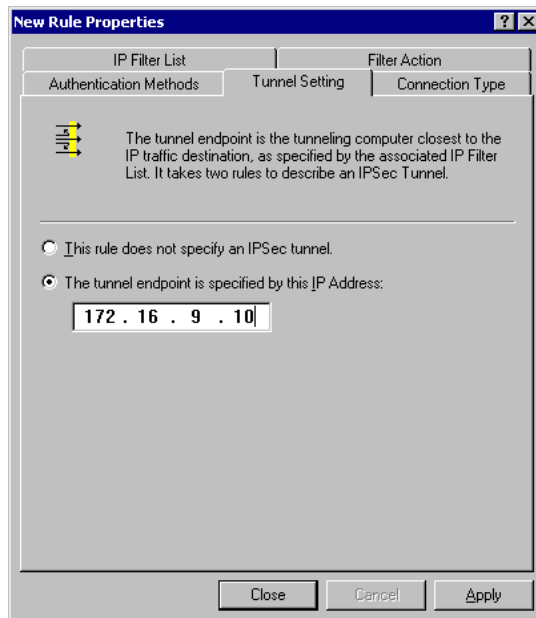 New Rule Properties
IP Filter List
Filter Action
Authentication Methods
Tunnel Setting
Connection Type
The tunnel endpoint is the tunneling computer closest to the
IP traffic destination, as specified by the associated IP Filter
List. It takes two rules to describe an IPSec Tunnel.
This rule does not specify an IPSec tunnel.
The tunnel endpoint is specified by this IP Address:
172 . 16 . 9 . 10
Close
Cancel
Apply